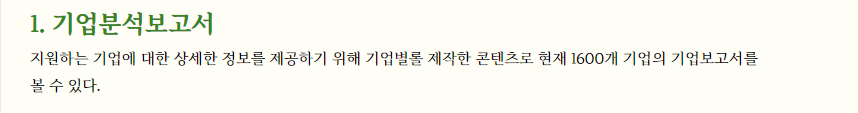 1. 기업분석보고서
지원하는 기업에 대한 상세한 정보를 제공하기 위해 기업별롤 제작한 콘텐츠로 현재 1600개 기업의 기업보고서를
볼 수 있다.